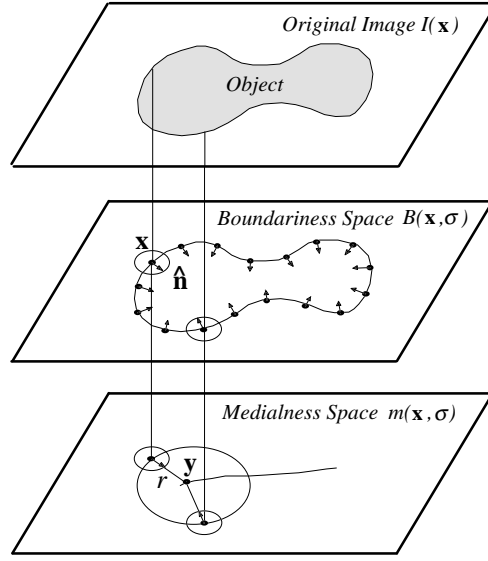 Original Image I(x)
Object
Boundariness Space B(x,σ)
x
n̂
Medialness Space m(x,σ)
y
r